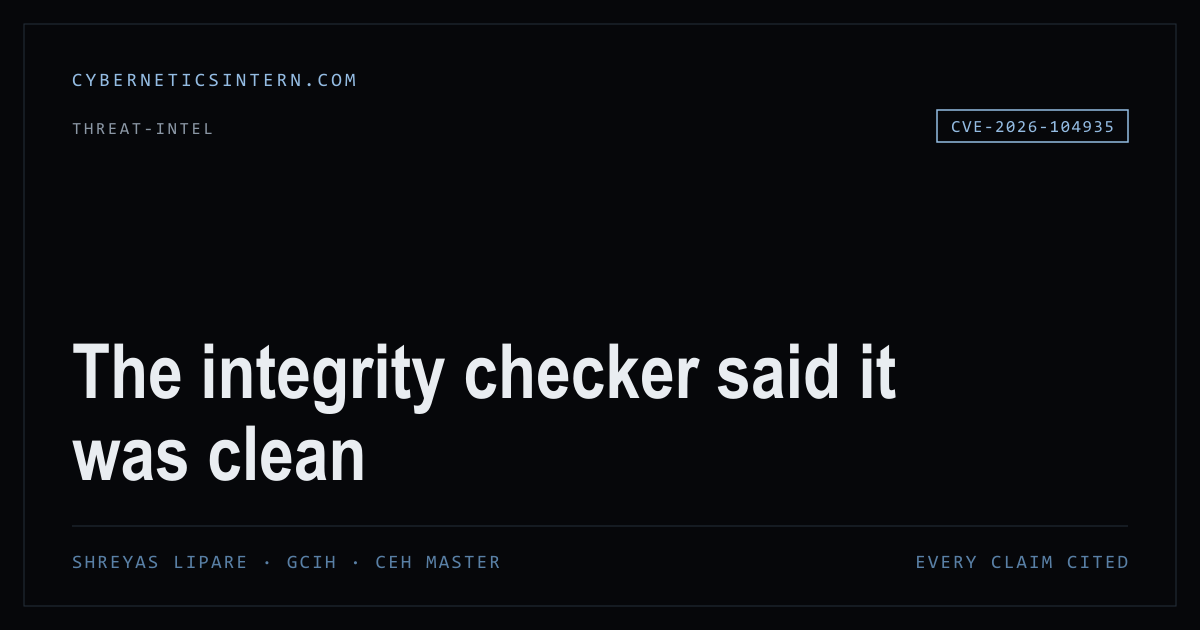 CYBERNETICSINTERN.COM
THREAT-INTEL
CVE-2026-104935
The integrity checker said it
was clean
SHREYAS LIPARE · GCIH · CEH MASTER
EVERY CLAIM CITED